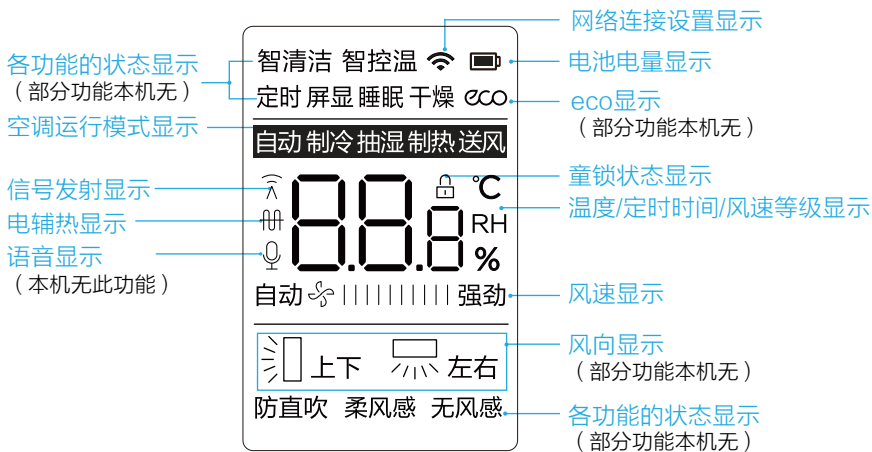 网络连接设置显示
各功能的状态显示
（部分功能本机无）
智清洁 智控温
电池电量显示
定时 屏显 睡眠 干燥 eco
eco显示
（部分功能本机无）
空调运行模式显示
自动 制冷 抽湿 制热 送风
信号发射显示
电辅热显示
语音显示
（本机无此功能）
88.8
℃
RH
%
童锁状态显示
温度/定时时间/风速等级显示
自动 强劲
风速显示
上下 左右
风向显示
（部分功能本机无）
防直吹 柔风感 无风感
各功能的状态显示
（部分功能本机无）